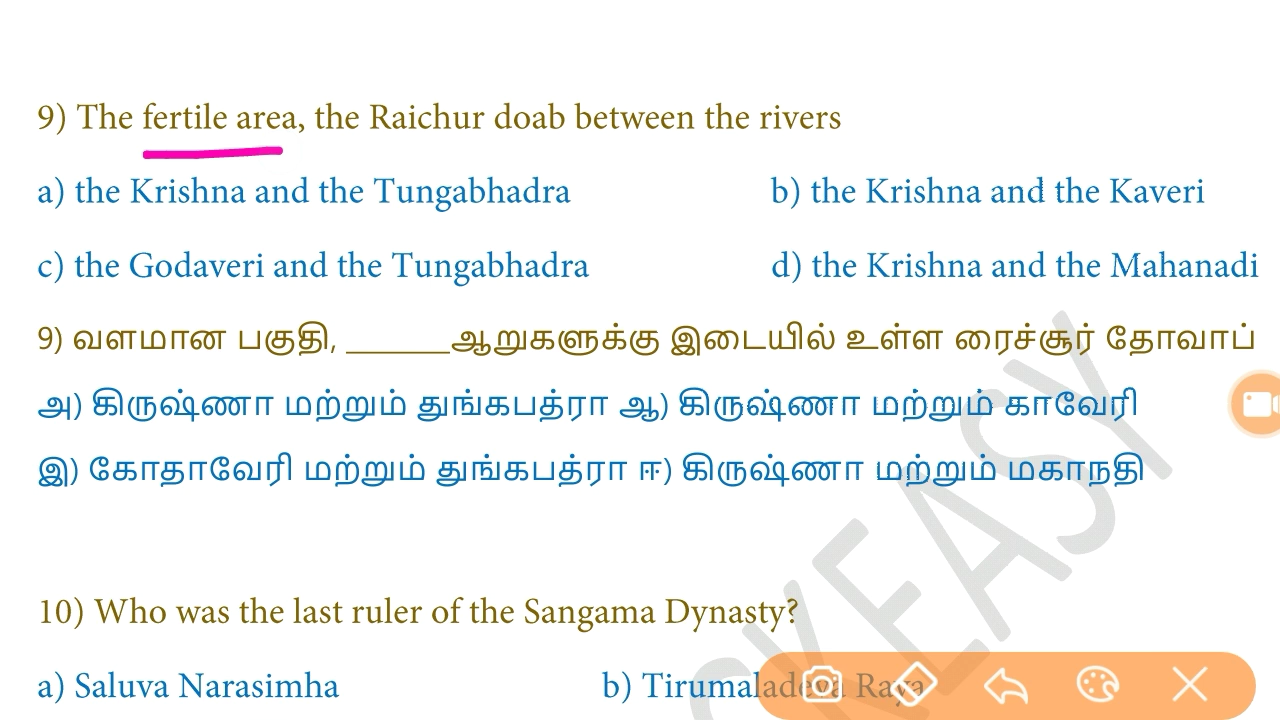 9) The fertile area, the Raichur doab between the rivers
a) the Krishna and the Tungabhadra b) the Krishna and the Kaveri
c) the Godaveri and the Tungabhadra d) the Krishna and the Mahanadi
9) வளமான பகுதி, _______ஆறுகளுக்கு இடையில் உள்ள ரைச்சூர் தோவாப்
அ) கிருஷ்ணா மற்றும் துங்கபத்ரா ஆ) கிருஷ்ணா மற்றும் காவேரி
இ) கோதாவேரி மற்றும் துங்கபத்ரா ஈ) கிருஷ்ணா மற்றும் மகாநதி
10) Who was the last ruler of the Sangama Dynasty?
a) Saluva Narasimha b) Tirumaladeva Raya